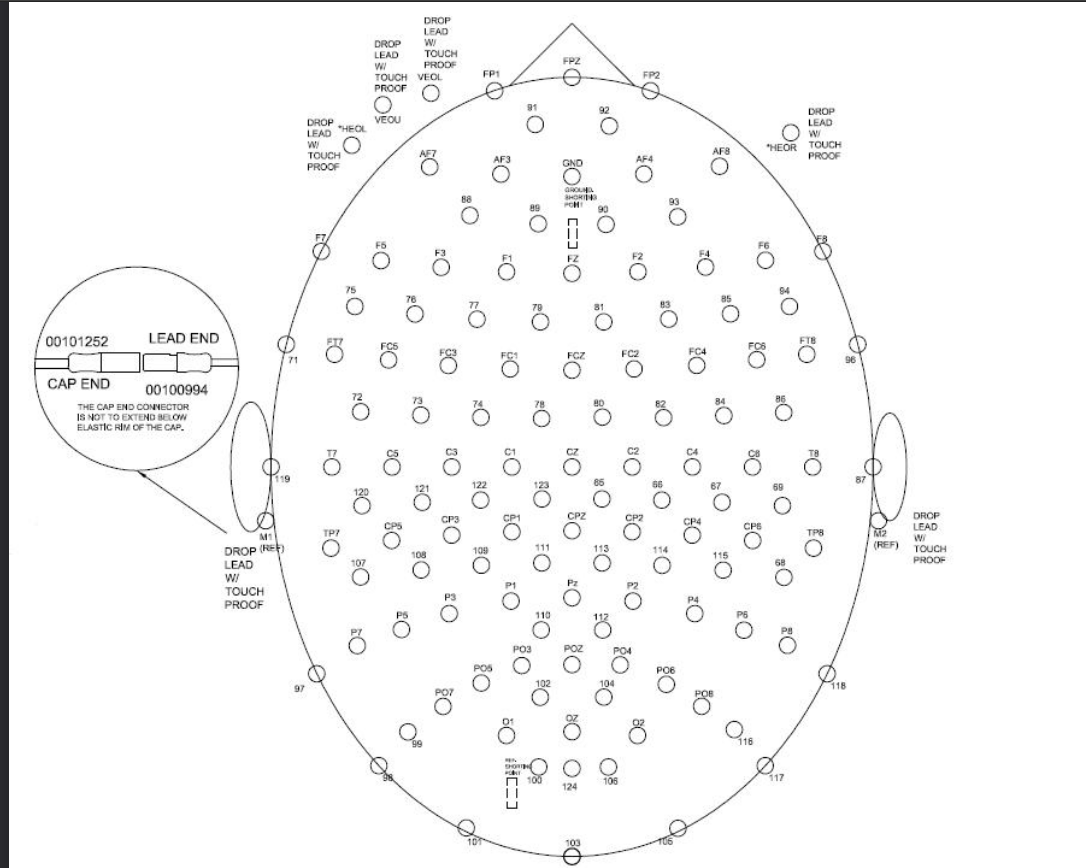 DROP
LEAD
W/
TOUCH
PROOF
VEOL
DROP
LEAD
W/
TOUCH
PROOF
VEOU
FP1
FPZ
FP2
91
92
DROP
LEAD
W/
TOUCH
PROOF
*HEOL
DROP
LEAD
W/
TOUCH
PROOF
*HEOR
AF7
AF3
GND
AF4
AF8
GROUND
SHORTING
POINT
88
89
90
93
F7
F5
F3
F1
FZ
F2
F4
F6
F8
75
76
77
79
81
83
85
94
71
FT7
FC5
FC3
FC1
FCZ
FC2
FC4
FC6
FT8
96
00101252
LEAD END
CAP END
00100994
THE CAP END CONNECTOR
IS NOT TO EXTEND BELOW
ELASTIC RIM OF THE CAP.
72
73
74
78
80
82
84
86
119
T7
C5
C3
C1
CZ
C2
C4
C6
T8
87
120
121
122
123
65
66
67
69
M1
(REF)
M2
(REF)
DROP
LEAD
W/
TOUCH
PROOF
DROP
LEAD
W/
TOUCH
PROOF
TP7
CP5
CP3
CP1
CPZ
CP2
CP4
CP6
TP8
107
108
109
111
113
114
115
68
P7
P5
P3
P1
Pz
P2
P4
P6
P8
110
112
97
PO7
PO5
PO3
POZ
PO4
PO6
PO8
118
102
104
99
O1
OZ
O2
116
98
REF.
SHORTING
POINT
100
124
106
117
101
103